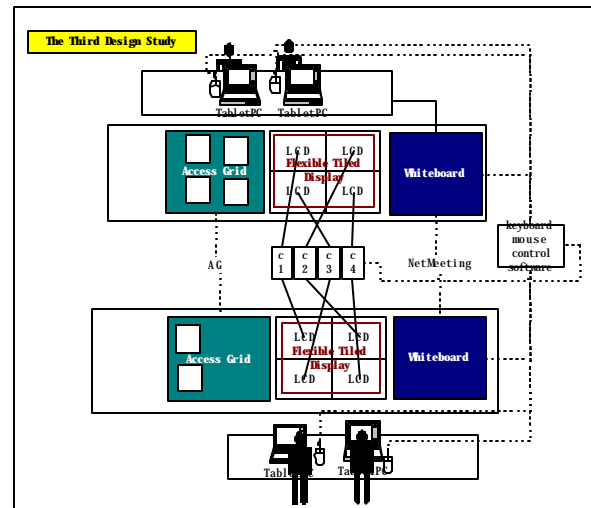 The Third Design Study
TabletPC TabletPC
LCD LCD
Access Grid
Flexible Tiled
Display
Whiteboard
LCD LCD
keyboard
mouse
control
software
c c c c
1 2 3 4
AG
NetMeeting
LCD LCD
Access Grid
Flexible Tiled
Display
Whiteboard
LCD LCD
TabletPC TabletPC